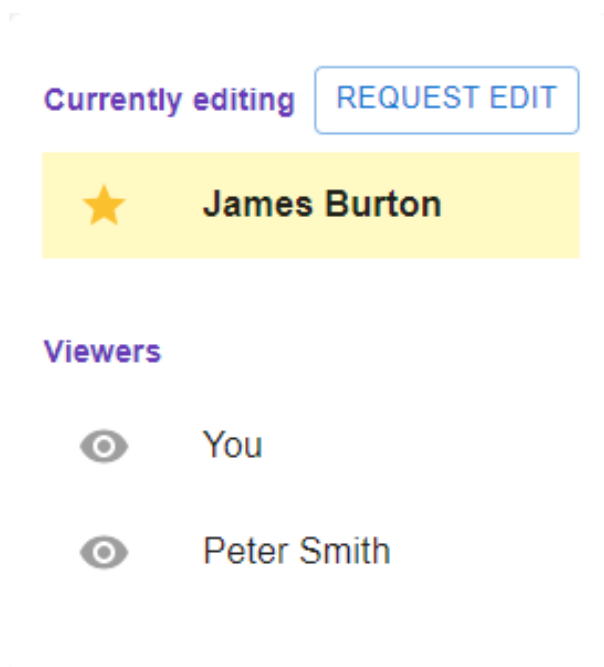 Currently editing REQUEST EDIT
James Burton
Viewers
You
Peter Smith